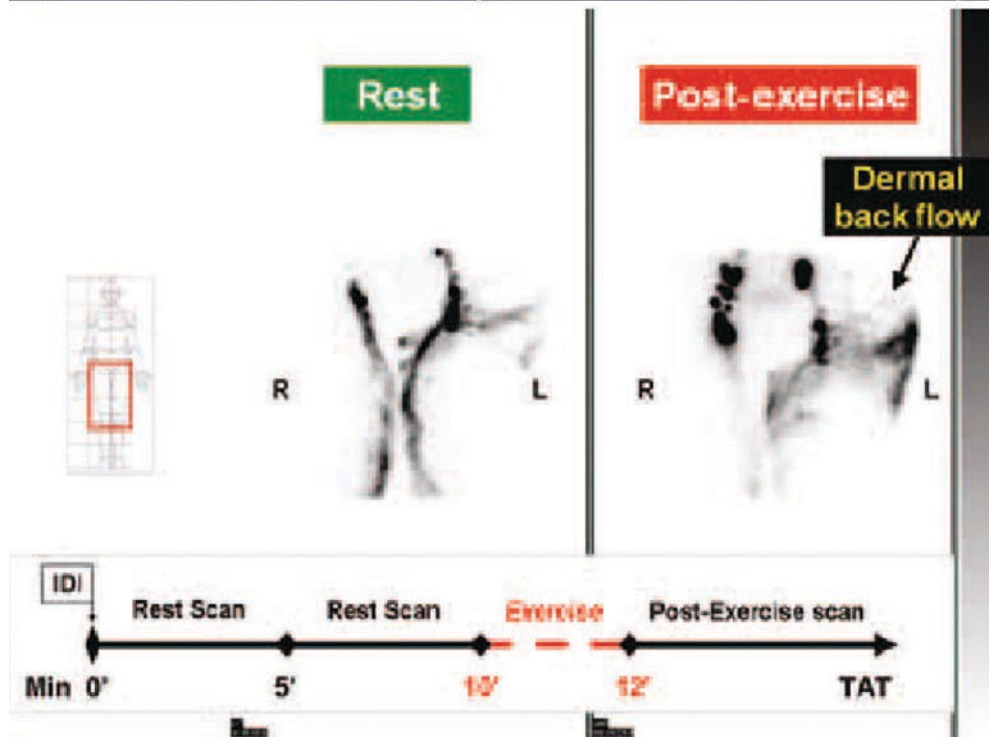 Rest
Post-exercise
Dermal
back flow
R
L
R
L
IDI
Rest Scan
Rest Scan
Exercise
Post-Exercise scan
Min 0'
5'
10'
12'
TAT